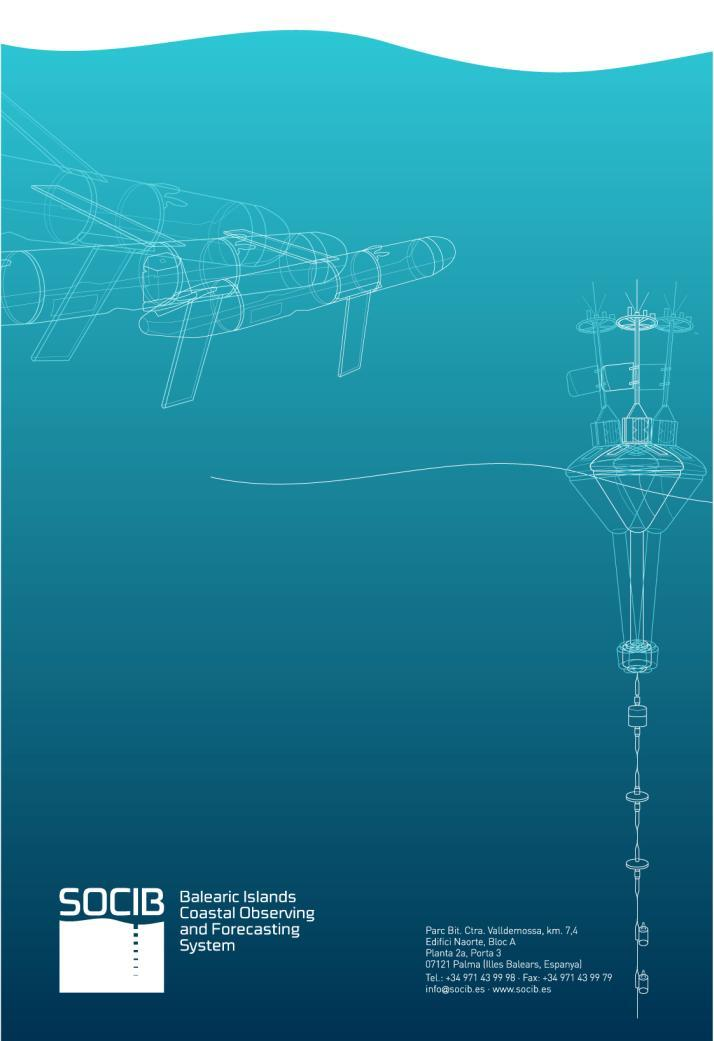 SOCIB
Balearic Islands
Coastal Observing
and Forecasting
System
Parc Bit. Ctra. Valldemossa, km. 7,4
Edifici Naorte, Bloc A
Planta 2a, Porta 3
07121 Palma (Illes Balears, Espanya)
Tel.: +34 971 43 99 98 · Fax: +34 971 43 99 79
info@socib.es · www.socib.es